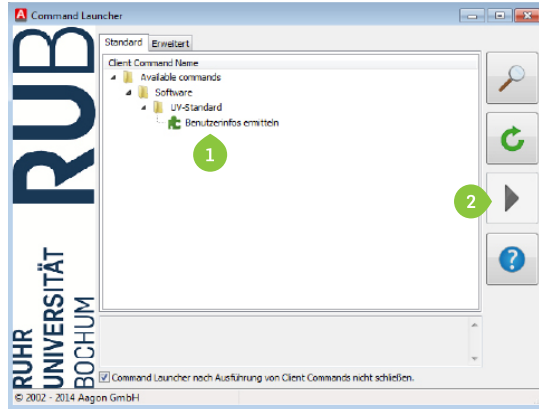 Command Launcher
RUB
RUHR
UNIVERSITÄT
BOCHUM
Standard Erweitert
Client Command Name
Available commands
Software
UV-Standard
Benutzerinfos ermitteln
1
2
Command Launcher nach Ausführung von Client Commands nicht schließen.
© 2002 - 2014 Aagon GmbH